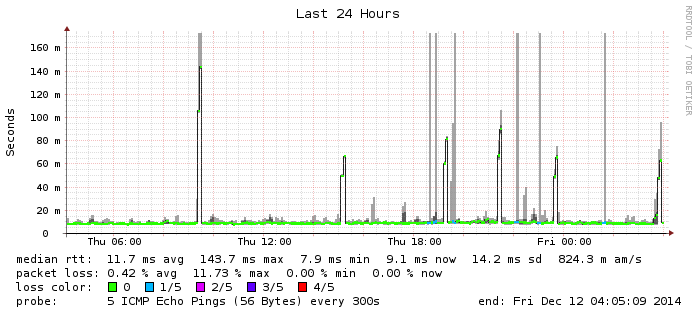 Last 24 Hours
RRDTOOL / TOBI OETIKER
Seconds
160 m
140 m
120 m
100 m
80 m
60 m
40 m
20 m
0
Thu 06:00 Thu 12:00 Thu 18:00 Fri 00:00
median rtt: 11.7 ms avg 143.7 ms max 7.9 ms min 9.1 ms now 14.2 ms sd 824.3 m am/s
packet loss: 0.42 % avg 11.73 % max 0.00 % min 0.00 % now
loss color: 0 1/5 2/5 3/5 4/5
probe: 5 ICMP Echo Pings (56 Bytes) every 300s end: Fri Dec 12 04:05:09 2014